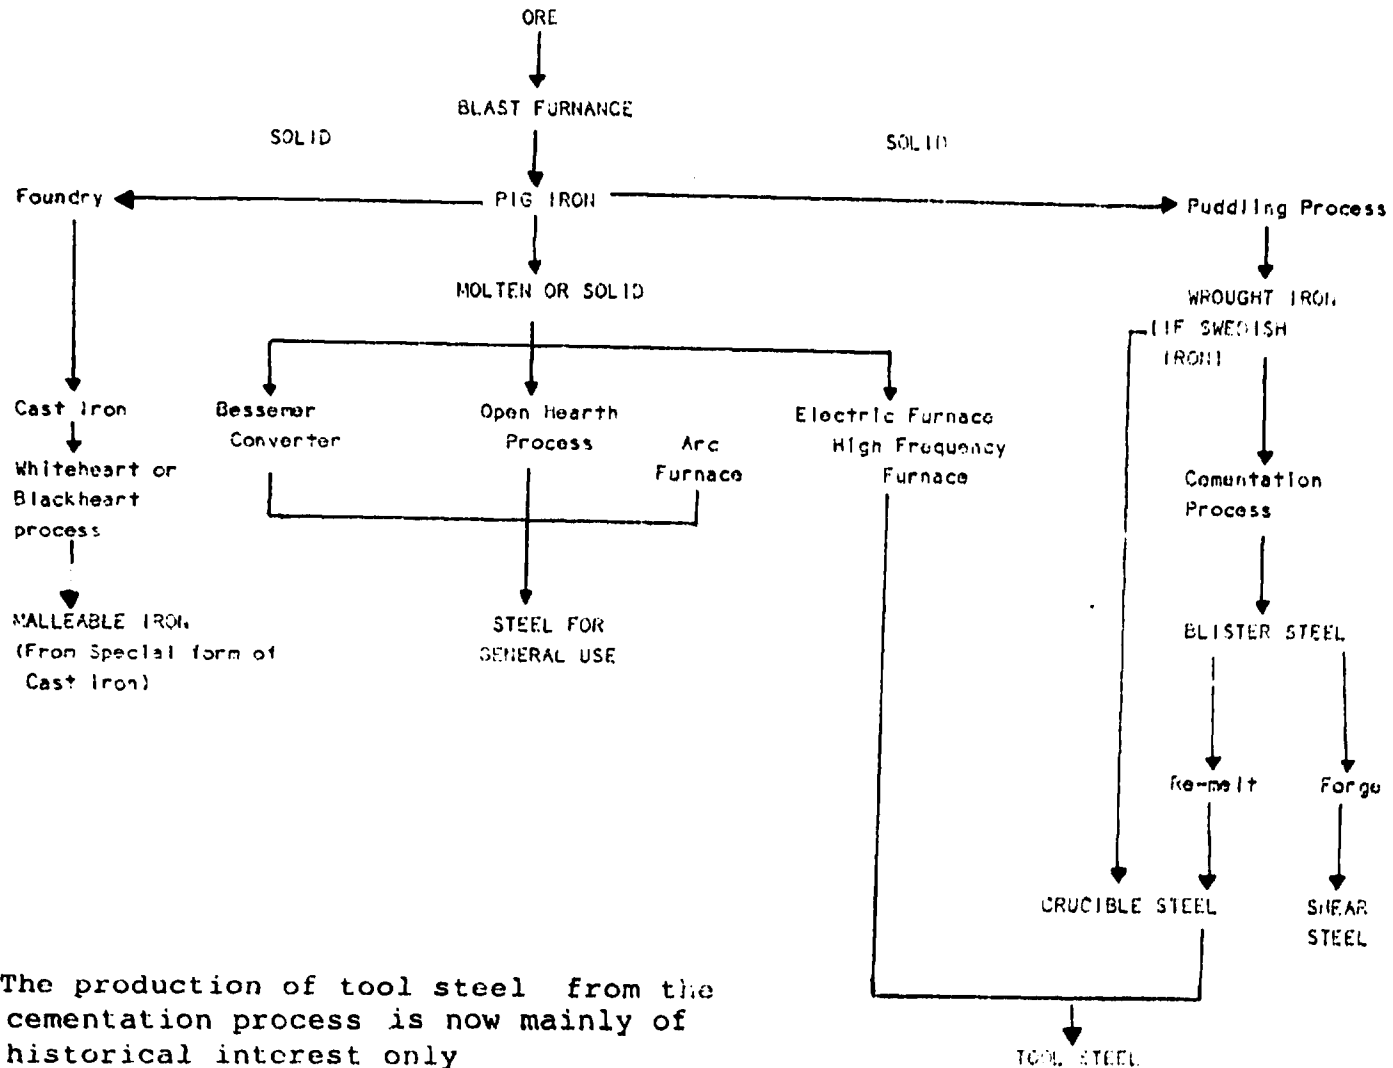 ORE
BLAST FURNANCE
SOLID
SOLID
Foundry
PIG IRON
Puddling Process
MOLTEN OR SOLID
WROUGHT IRON
(IF SWEDISH
IRON)
Cast Iron
Bessemer
Converter
Open Hearth
Process
Arc
Furnace
Electric Furnace
High Frequency
Furnace
Whiteheart or
Blackheart
process
Cementation
Process
MALLEABLE IRON
(From Special form of
Cast Iron)
STEEL FOR
GENERAL USE
BLISTER STEEL
Re-melt
Forge
CRUCIBLE STEEL
SHEAR
STEEL
The production of tool steel from the
cementation process is now mainly of
historical interest only
TOOL STEEL